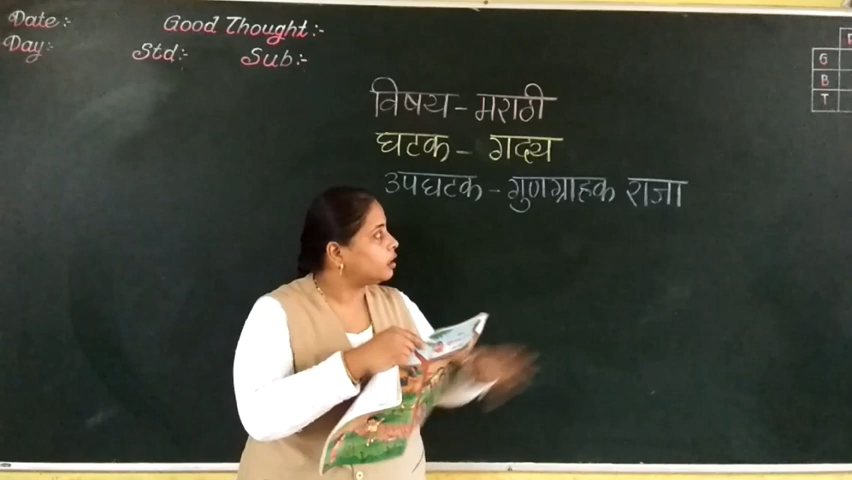 Date:-
Good Thought:-
Day:-
Std:-
Sub:-
G
B
T
विषय - मराठी
घटक - गद्य
उपघटक - गुणग्राहक राजा